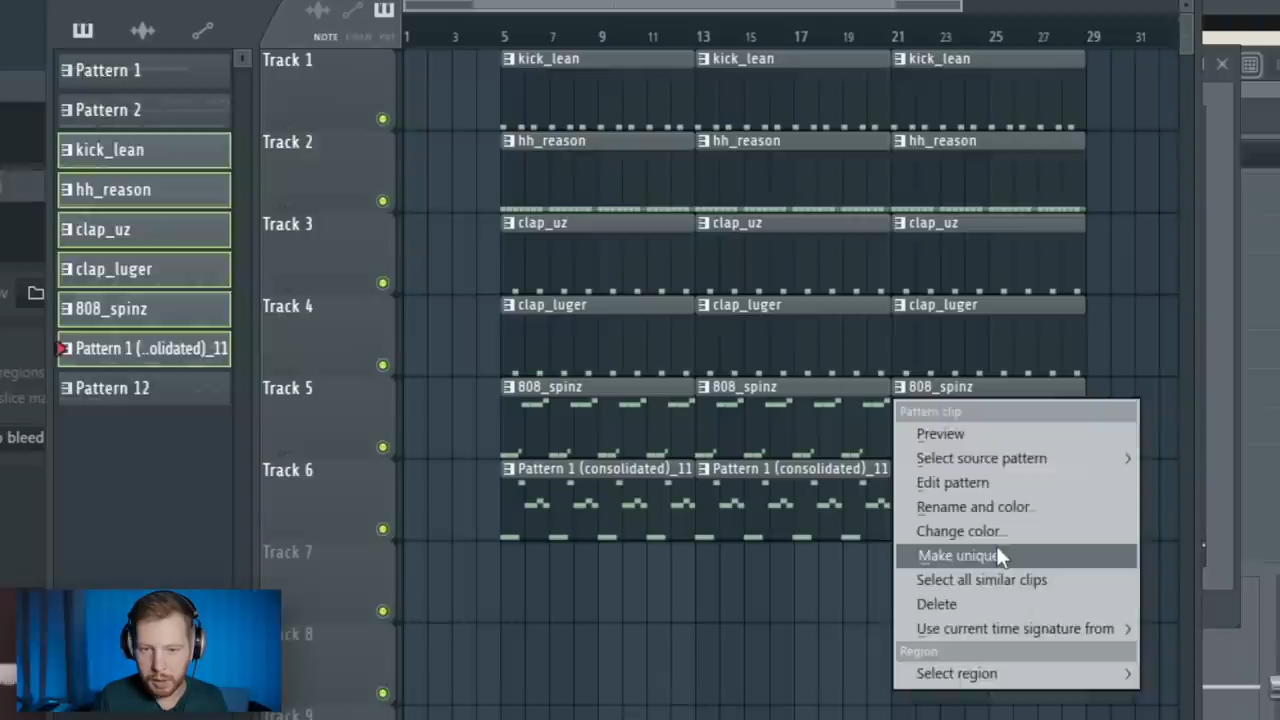 NOTE
1 3 5 7 9 11 13 15 17 19 21 23 25 27 29 31
Pattern 1
Pattern 2
kick_lean
hh_reason
clap_uz
clap_luger
808_spinz
Pattern 1 (..olidated)_11
Pattern 12
regions
slice ma
bleed
Track 1
kick_lean kick_lean kick_lean
Track 2
hh_reason hh_reason hh_reason
Track 3
clap_uz clap_uz clap_uz
Track 4
clap_luger clap_luger clap_luger
Track 5
808_spinz 808_spinz 808_spinz
Track 6
Pattern 1 (consolidated)_11 Pattern 1 (consolidated)_11
Track 7
ck 8
Pattern clip
Preview
Select source pattern
Edit pattern
Rename and color..
Change color...
Make unique
Select all similar clips
Delete
Use current time signature from
Region
Select region